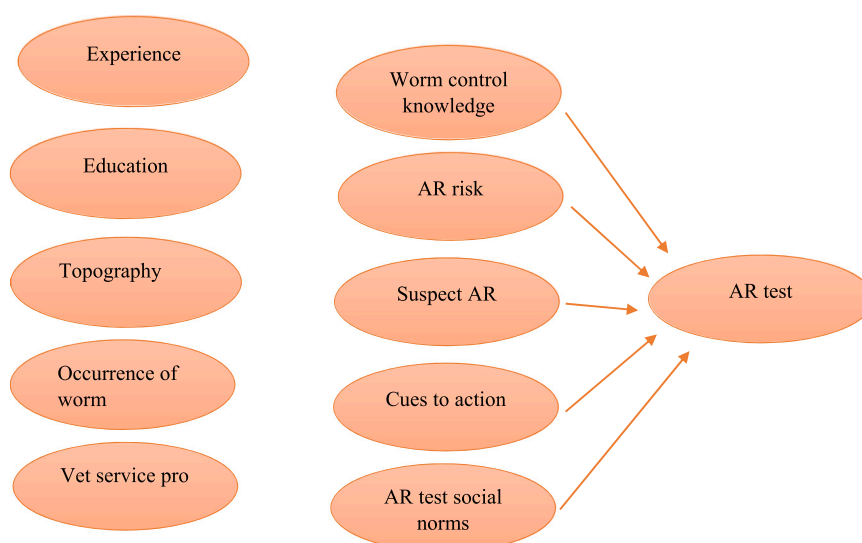 Experience
Education
Topography
Occurrence of
worm
Vet service pro
Worm control
knowledge
AR risk
Suspect AR
Cues to action
AR test social
norms
AR test